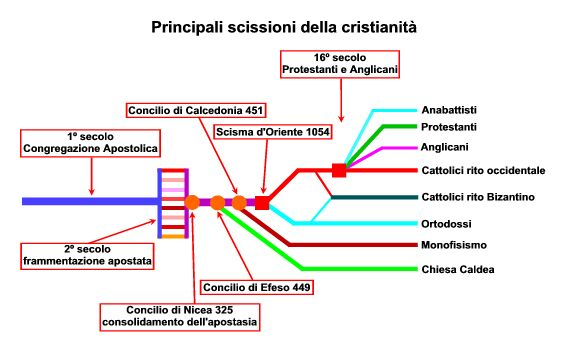 Principali scissioni della cristianità
16º secolo
Protestanti e Anglicani
Concilio di Calcedonia 451
Scisma d'Oriente 1054
1º secolo
Congregazione Apostolica
Anabattisti
Protestanti
Anglicani
Cattolici rito occidentale
Cattolici rito Bizantino
Ortodossi
Monofisismo
Chiesa Caldea
2º secolo
frammentazione apostata
Concilio di Efeso 449
Concilio di Nicea 325
consolidamento dell'apostasia